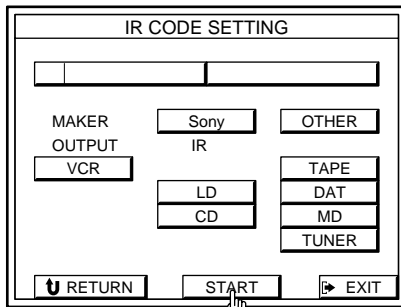 IR CODE SETTING
MAKER Sony OTHER
OUTPUT IR
VCR TAPE
LD DAT
CD MD
TUNER
RETURN START EXIT